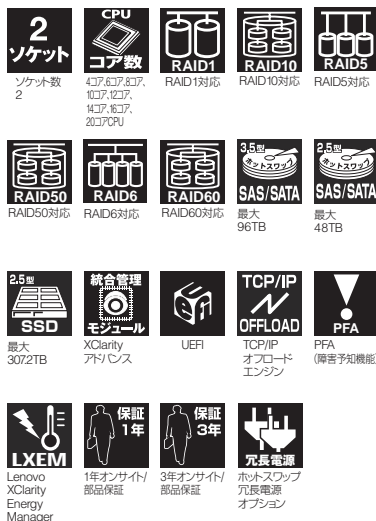 2
ソケット
ソケット数
2
CPU
コア数
4コア,6コア,8コア,
10コア,12コア,
14コア,16コア,
20コアCPU
RAID1
RAID1対応
RAID10
RAID10対応
RAID5
RAID5対応
RAID50
RAID50対応
RAID6
RAID6対応
RAID60
RAID60対応
3.5型
ホットスワップ
SAS/SATA
最大
96TB
2.5型
ホットスワップ
SAS/SATA
最大
48TB
2.5型
SSD
最大
307.2TB
統合管理
モジュール
XClarity
アドバンス
UEFI
UEFI
TCP/IP
OFFLOAD
TCP/IP
オフロード
エンジン
PFA
PFA
(障害予知機能)
LXEM
Lenovo
XClarity
Energy
Manager
保証
1年
1年オンサイト/
部品保証
保証
3年
3年オンサイト/
部品保証
冗長電源
ホットスワップ
冗長電源
オプション